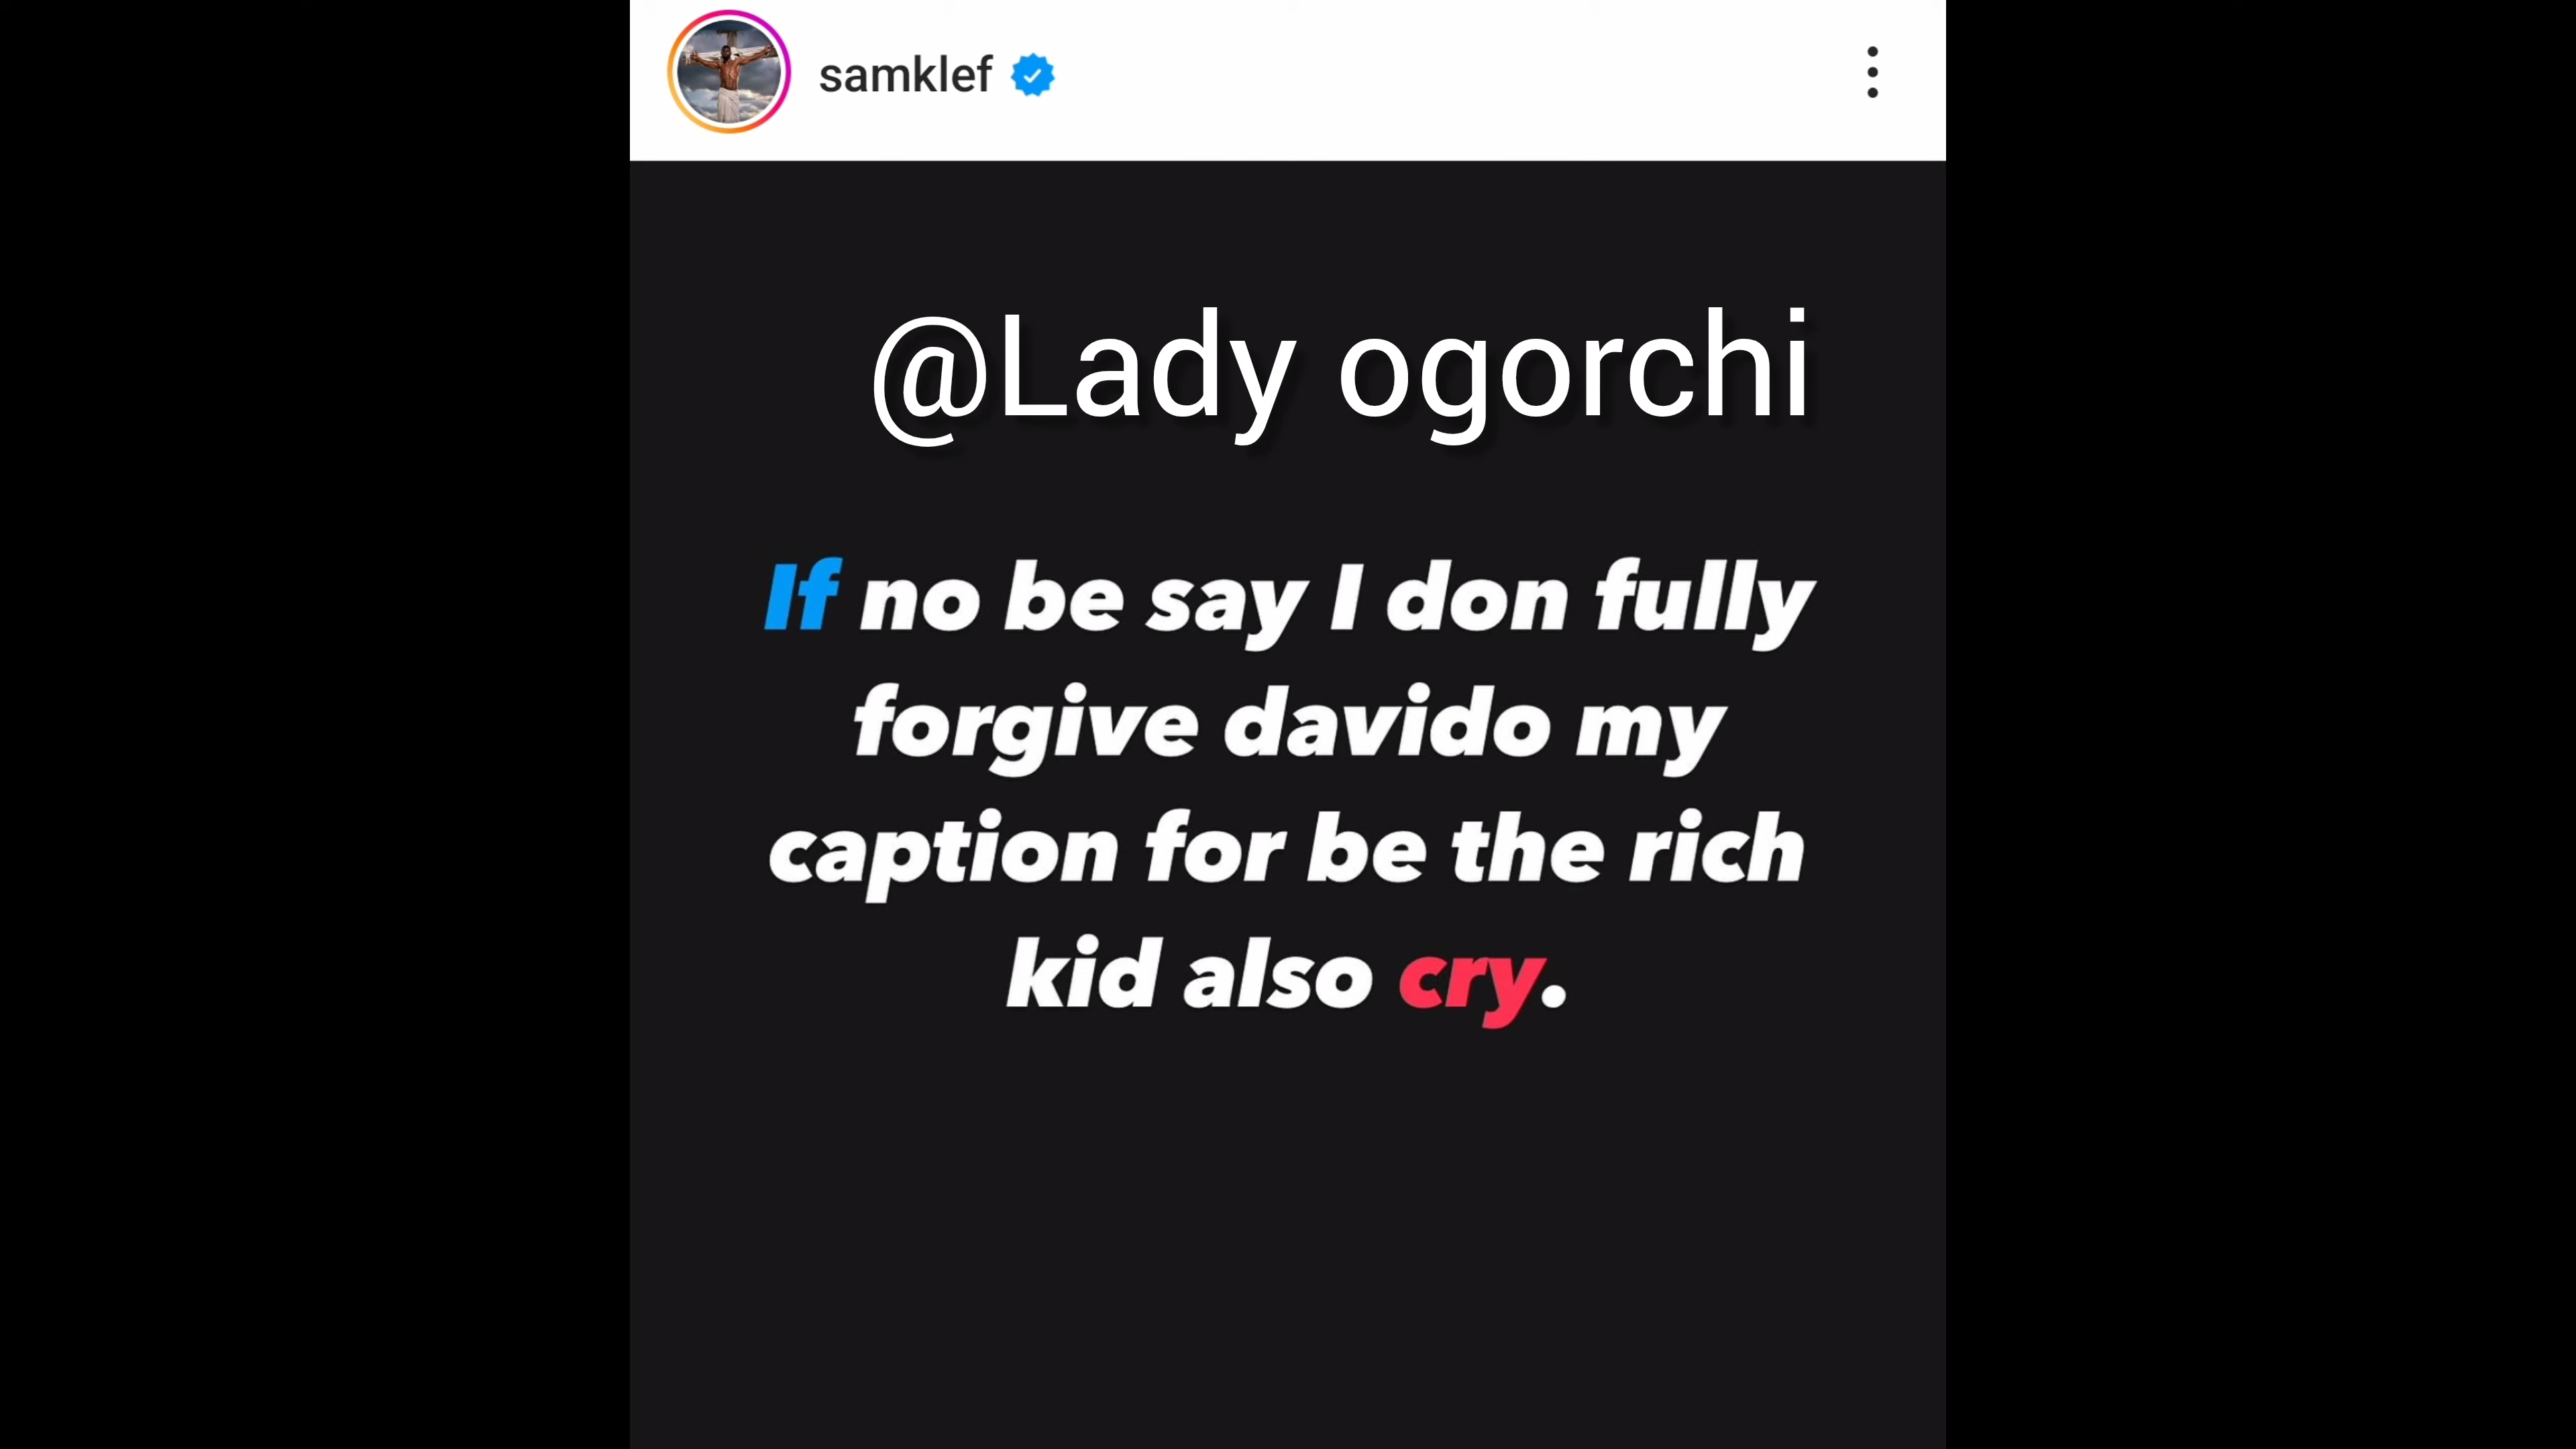 samklef
@Lady ogorchi
If no be say I don fully
forgive davido my
caption for be the rich
kid also cry.